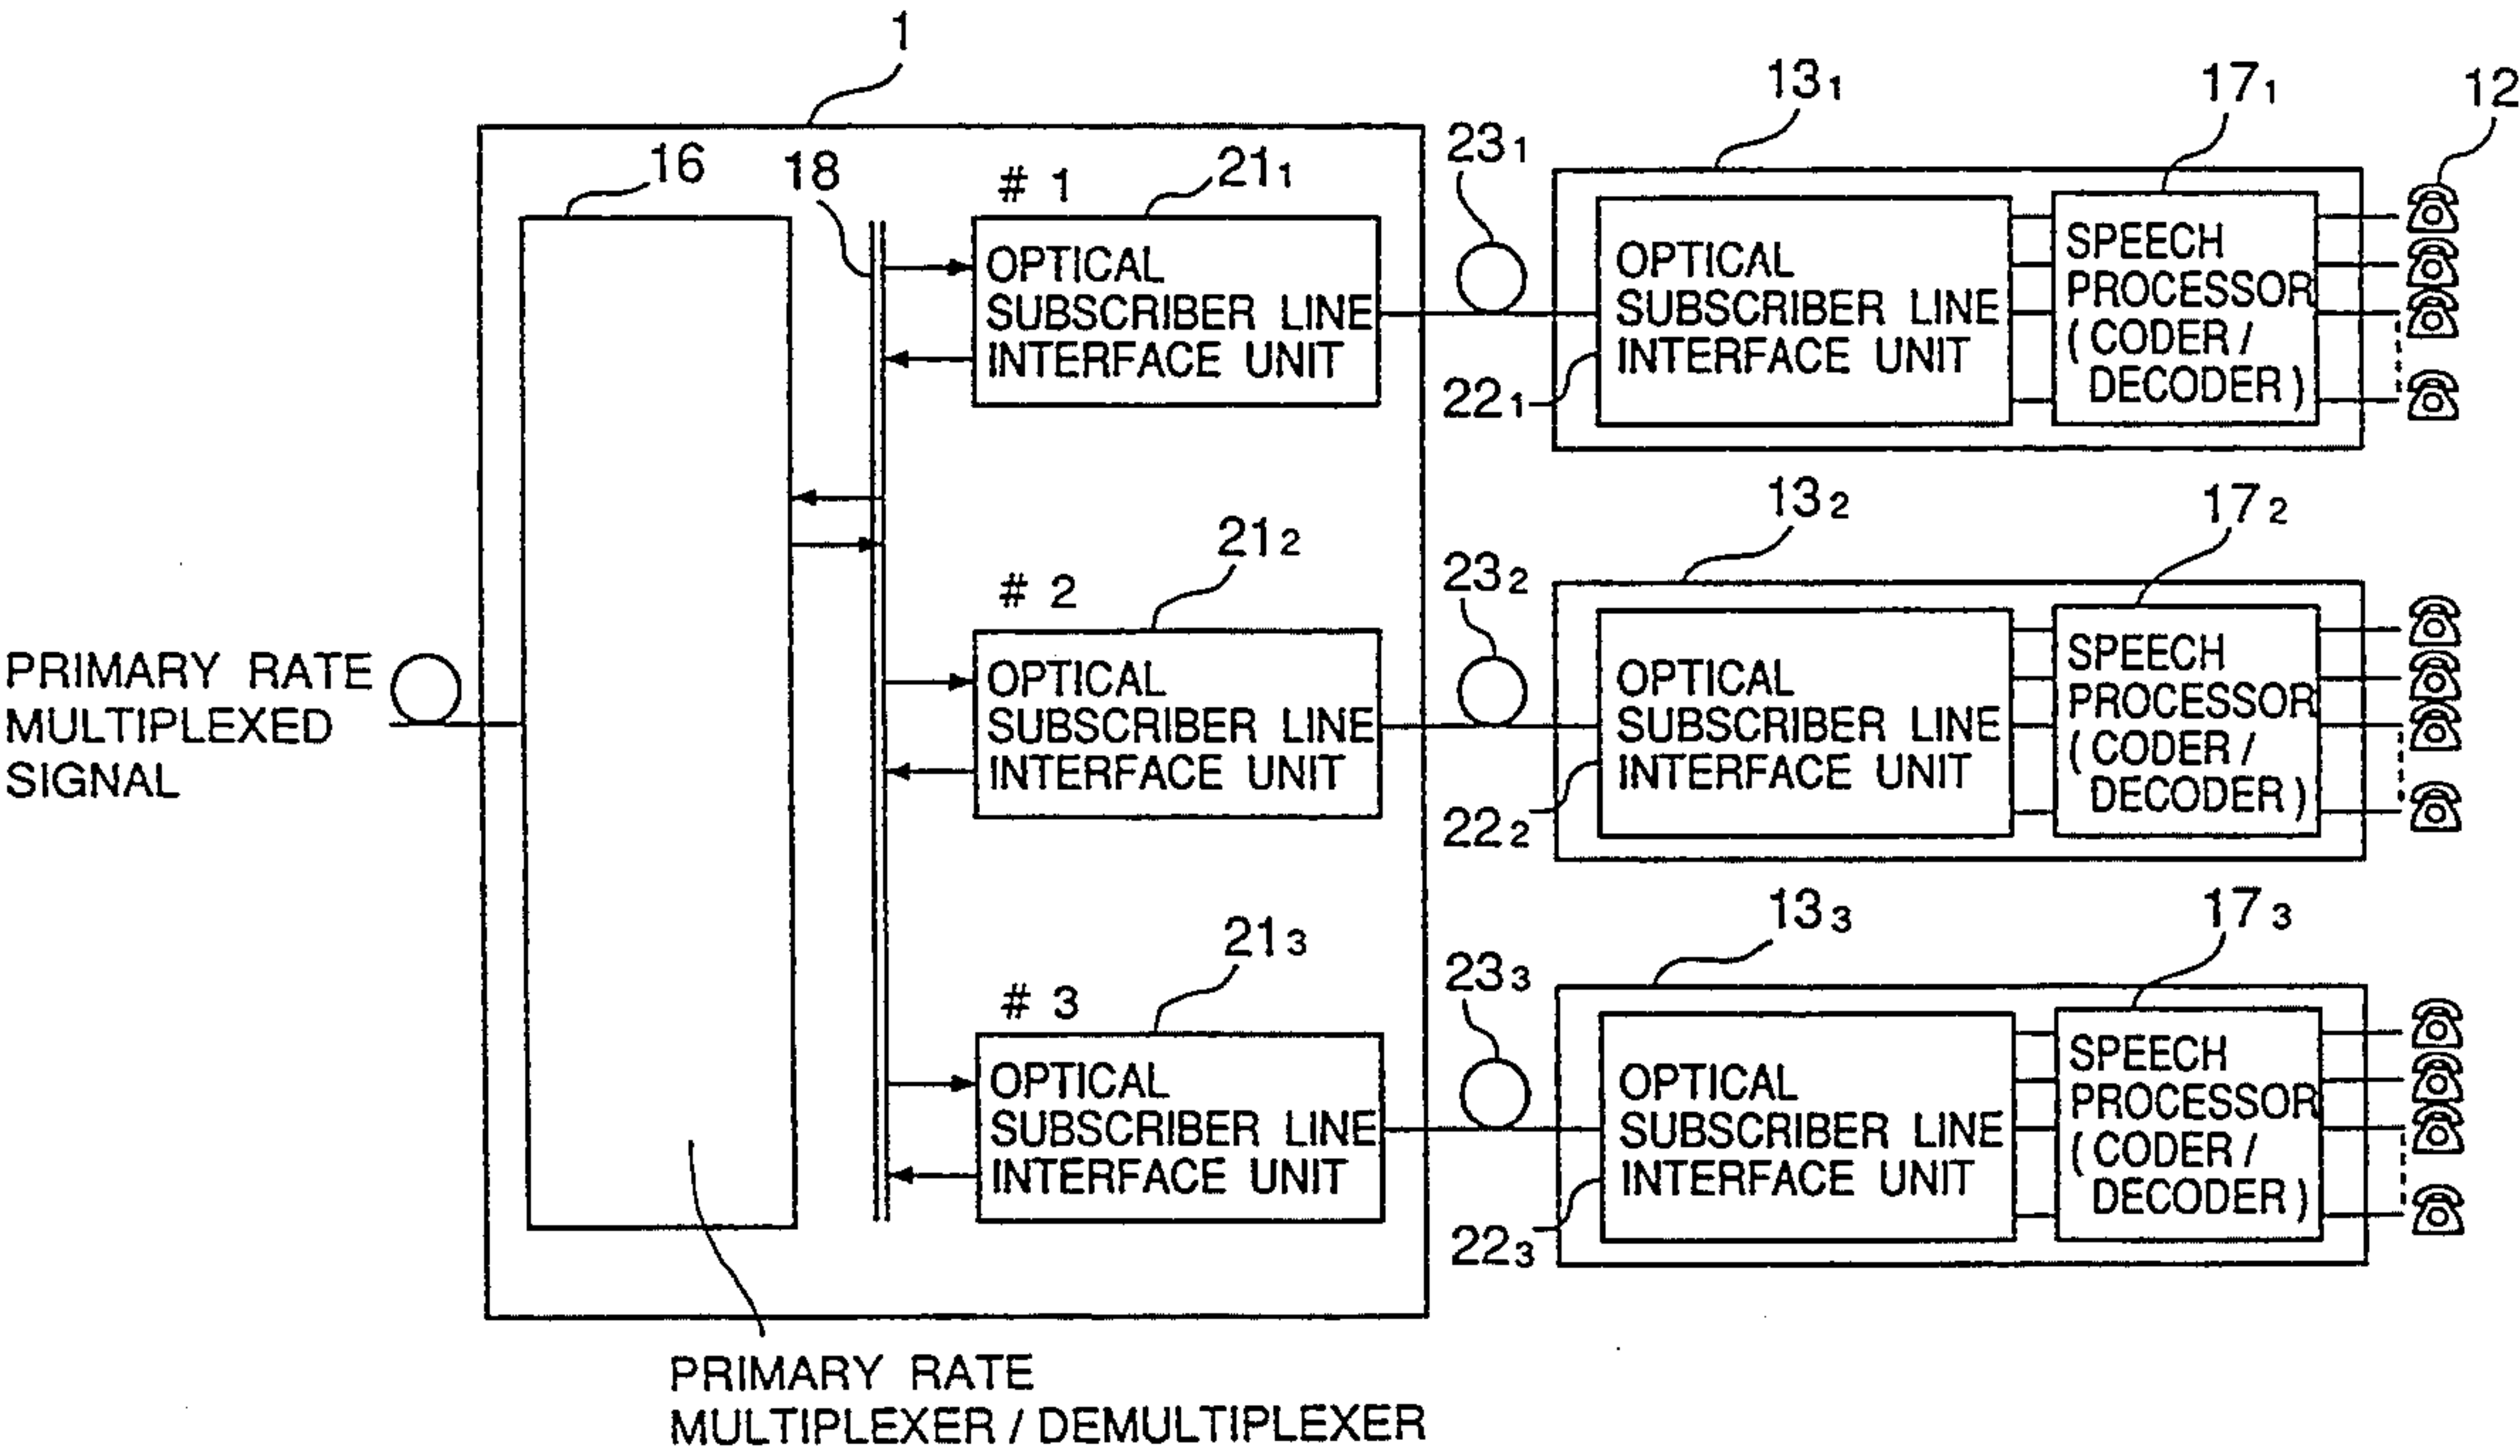 1
13₁
17₁
12
16
18
# 1
21₁
23₁
OPTICAL
SUBSCRIBER LINE
INTERFACE UNIT
OPTICAL
SUBSCRIBER LINE
INTERFACE UNIT
SPEECH
PROCESSOR
( CODER /
DECODER )
22₁
13₂
17₂
# 2
21₂
23₂
OPTICAL
SUBSCRIBER LINE
INTERFACE UNIT
OPTICAL
SUBSCRIBER LINE
INTERFACE UNIT
SPEECH
PROCESSOR
( CODER /
DECODER )
22₂
PRIMARY RATE
MULTIPLEXED
SIGNAL
13₃
17₃
# 3
21₃
23₃
OPTICAL
SUBSCRIBER LINE
INTERFACE UNIT
OPTICAL
SUBSCRIBER LINE
INTERFACE UNIT
SPEECH
PROCESSOR
( CODER /
DECODER )
22₃
PRIMARY RATE
MULTIPLEXER / DEMULTIPLEXER